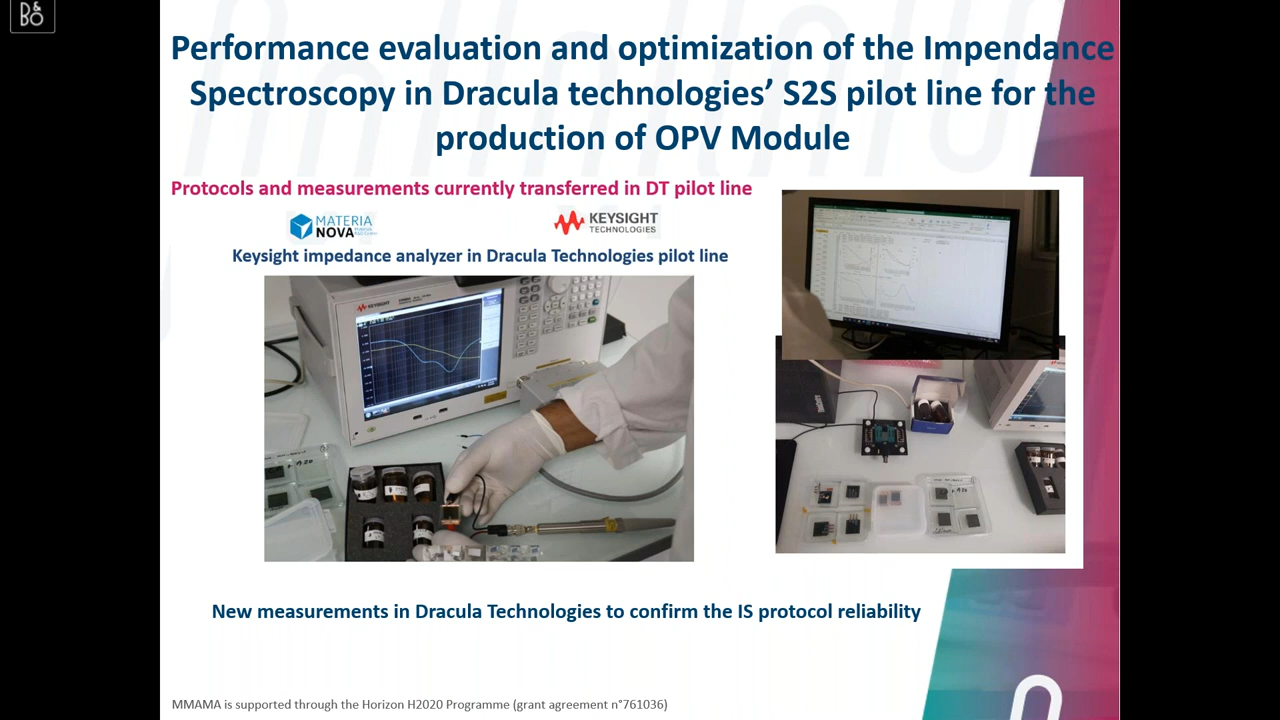 B&O
Performance evaluation and optimization of the Impendance
Spectroscopy in Dracula technologies’ S2S pilot line for the
production of OPV Module
Protocols and measurements currently transferred in DT pilot line
MATERIA
NOVA
KEYSIGHT
TECHNOLOGIES
Keysight impedance analyzer in Dracula Technologies pilot line
KEYSIGHT
New measurements in Dracula Technologies to confirm the IS protocol reliability
MMAMA is supported through the Horizon H2020 Programme (grant agreement n°761036)